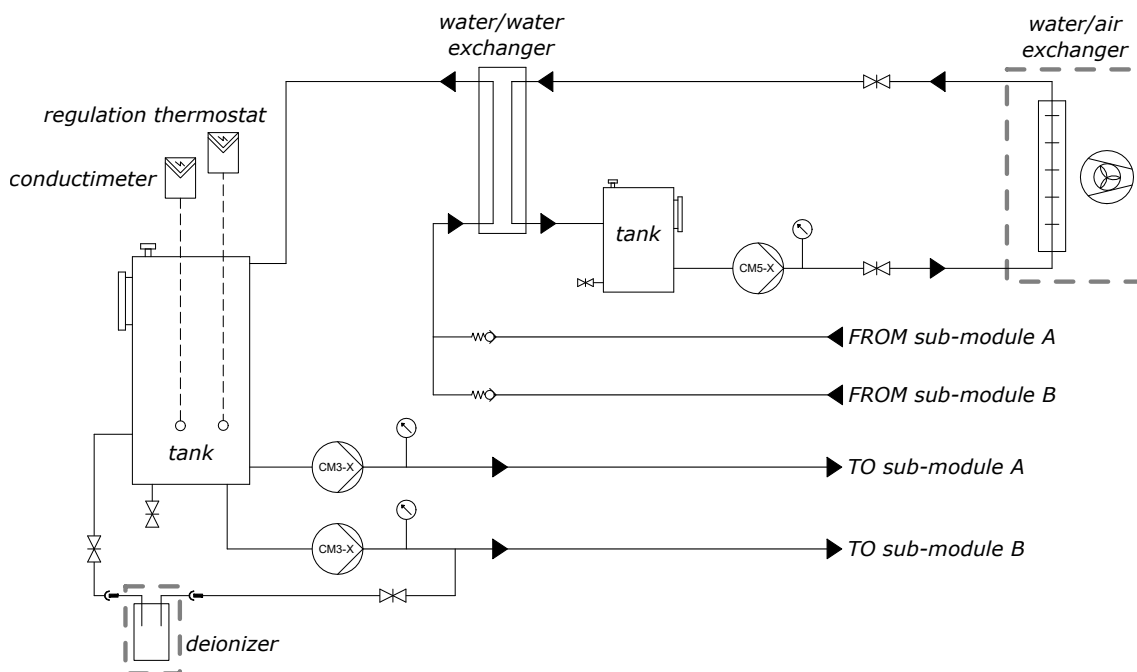 water/water
exchanger
water/air
exchanger
regulation thermostat
conductimeter
tank
CM5-X
FROM sub-module A
FROM sub-module B
tank
CM3-X
TO sub-module A
CM3-X
TO sub-module B
deionizer